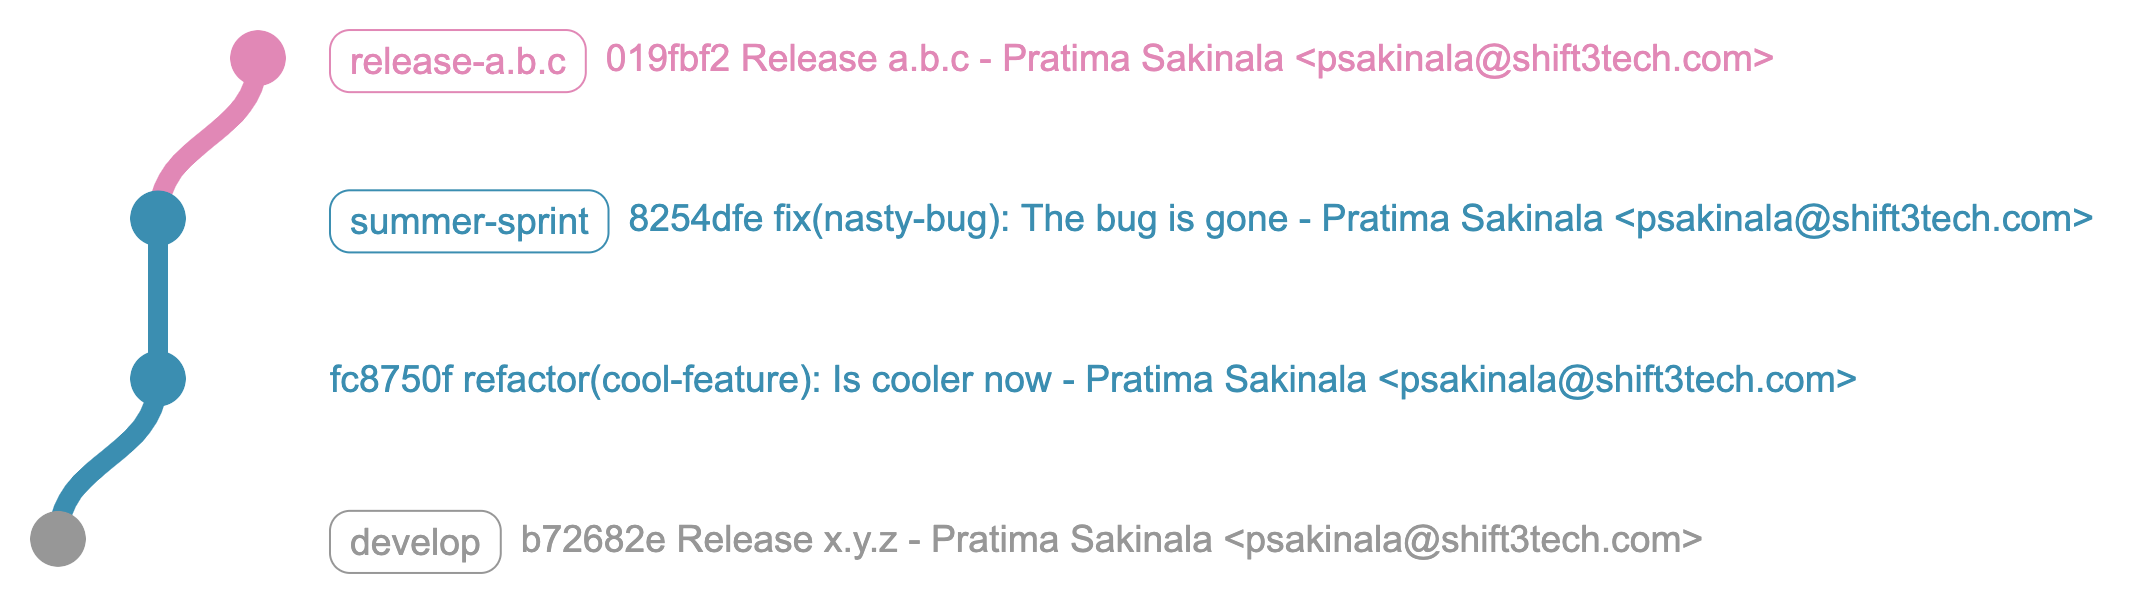 release-a.b.c 019fbf2 Release a.b.c - Pratima Sakinala <psakinala@shift3tech.com>
summer-sprint 8254dfe fix(nasty-bug): The bug is gone - Pratima Sakinala <psakinala@shift3tech.com>
fc8750f refactor(cool-feature): Is cooler now - Pratima Sakinala <psakinala@shift3tech.com>
develop b72682e Release x.y.z - Pratima Sakinala <psakinala@shift3tech.com>